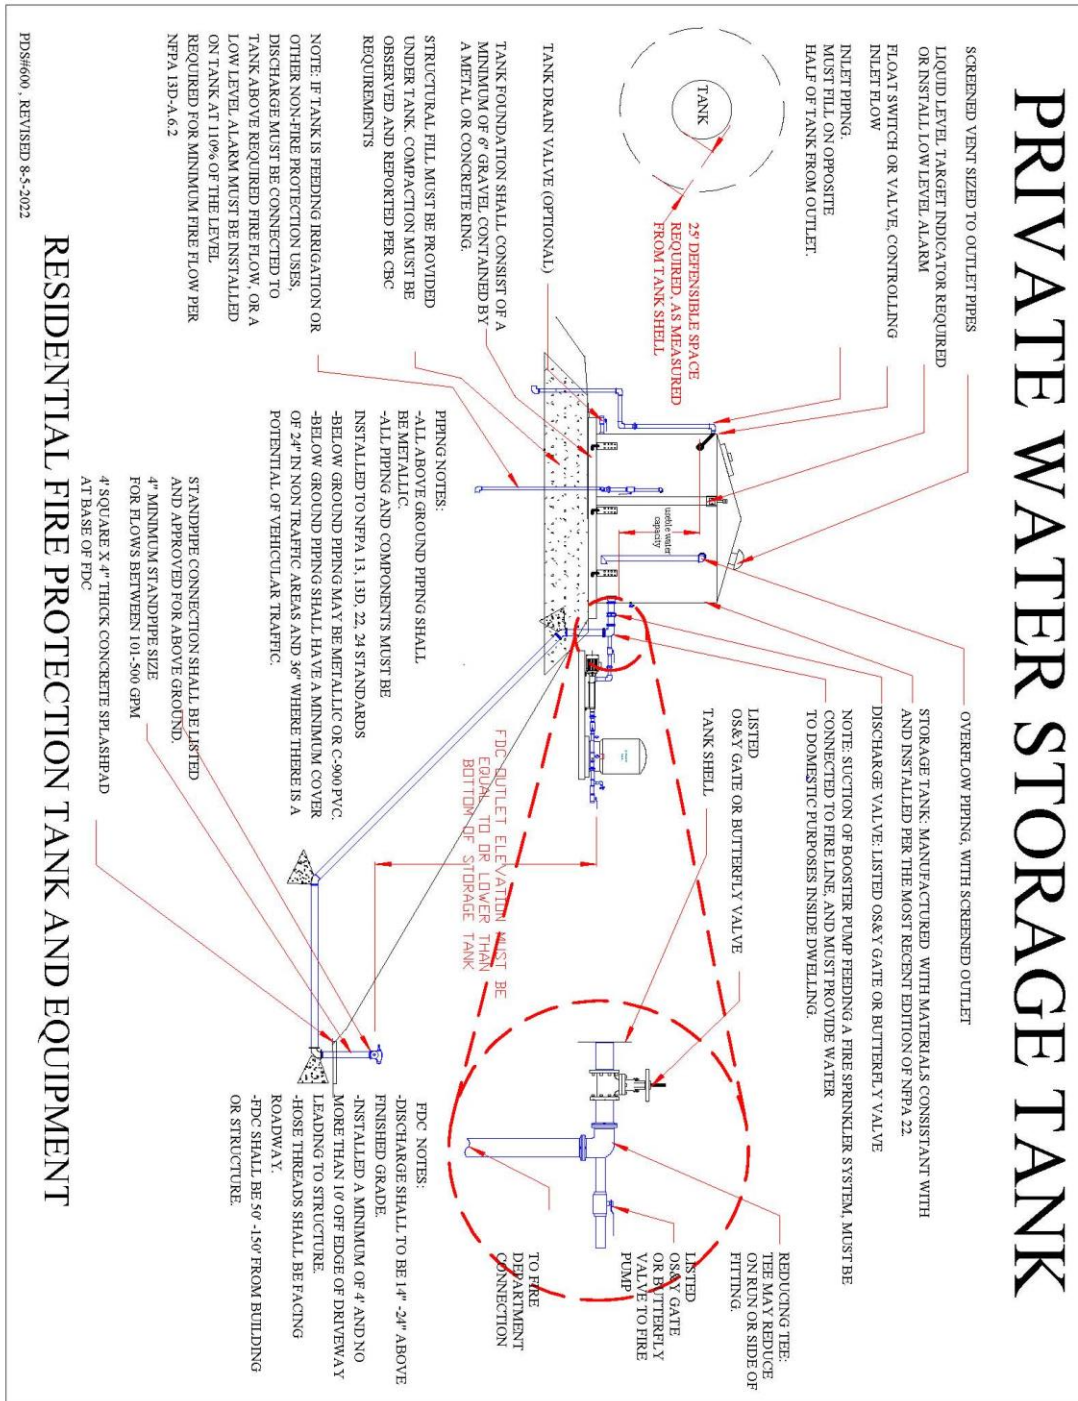 PRIVATE WATER STORAGE TANK
SCREENED VENT SIZED TO OUTLET PIPES
LIQUID LEVEL TARGET INDICATOR REQUIRED
OR INSTALL LOW LEVEL ALARM
FLOAT SWITCH OR VALVE, CONTROLLING
INLET FLOW
INLET PIPING.
MUST FILL ON OPPOSITE
HALF OF TANK FROM OUTLET.
TANK
25' DEFENSIBLE SPACE
REQUIRED, AS MEASURED
FROM TANK SHELL
TANK DRAIN VALVE (OPTIONAL)
TANK FOUNDATION SHALL CONSIST OF A
MINIMUM OF 6" GRAVEL CONTAINED BY
A METAL OR CONCRETE RING.
STRUCTURAL FILL MUST BE PROVIDED
UNDER TANK. COMPACTION MUST BE
OBSERVED AND REPORTED PER CBC
REQUIREMENTS
NOTE: IF TANK IS FEEDING IRRIGATION OR
OTHER NON-FIRE PROTECTION USES,
DISCHARGE MUST BE CONNECTED TO
TANK ABOVE REQUIRED FIRE FLOW, OR A
LOW LEVEL ALARM MUST BE INSTALLED
ON TANK AT 110% OF THE LEVEL
REQUIRED FOR MINIMUM FIRE FLOW PER
NFPA 13D-A.6.2
usable water
capacity
OVERFLOW PIPING, WITH SCREENED OUTLET
STORAGE TANK: MANUFACTURED WITH MATERIALS CONSISTANT WITH
AND INSTALLED PER THE MOST RECENT EDITION OF NFPA 22.
DISCHARGE VALVE: LISTED OS&Y GATE OR BUTTERFLY VALVE
NOTE: SUCTION OF BOOSTER PUMP FEEDING A FIRE SPRINKLER SYSTEM, MUST BE
CONNECTED TO FIRE LINE, AND MUST PROVIDE WATER
TO DOMESTIC PURPOSES INSIDE DWELLING.
LISTED
OS&Y GATE OR BUTTERFLY VALVE
TANK SHELL
REDUCING TEE:
TEE MAY REDUCE
ON RUN OR SIDE OF
FITTING.
LISTED
OS&Y GATE
OR BUTTERFLY
VALVE TO FIRE
PUMP
TO FIRE
DEPARTMENT
CONNECTION
FDC OUTLET ELEVATION MUST BE
EQUAL TO OR LOWER THAN
BOTTOM OF STORAGE TANK
PIPING NOTES:
-ALL ABOVE GROUND PIPING SHALL
BE METALLIC.
-ALL PIPING AND COMPONENTS MUST BE
INSTALLED TO NFPA 13, 13D, 22, 24 STANDARDS
-BELOW GROUND PIPING MAY BE METALLIC OR C-900 PVC.
-BELOW GROUND PIPING SHALL HAVE A MINIMUM COVER
OF 24" IN NON TRAFFIC AREAS AND 36" WHERE THERE IS A
POTENTIAL OF VEHICULAR TRAFFIC.
STANDPIPE CONNECTION SHALL BE LISTED
AND APPROVED FOR ABOVE GROUND.
4" MINIMUM STANDPIPE SIZE
FOR FLOWS BETWEEN 101-500 GPM
4' SQUARE X 4" THICK CONCRETE SPLASHPAD
AT BASE OF FDC
FDC NOTES:
-DISCHARGE SHALL TO BE 14" -24" ABOVE
FINISHED GRADE.
-INSTALLED A MINIMUM OF 4' AND NO
MORE THAN 10' OFF EDGE OF DRIVEWAY
LEADING TO STRUCTURE.
-HOSE THREADS SHALL BE FACING
ROADWAY.
-FDC SHALL BE 50' -150' FROM BUILDING
OR STRUCTURE.
RESIDENTIAL FIRE PROTECTION TANK AND EQUIPMENT
PDS#600 , REVISED 8-5-2022